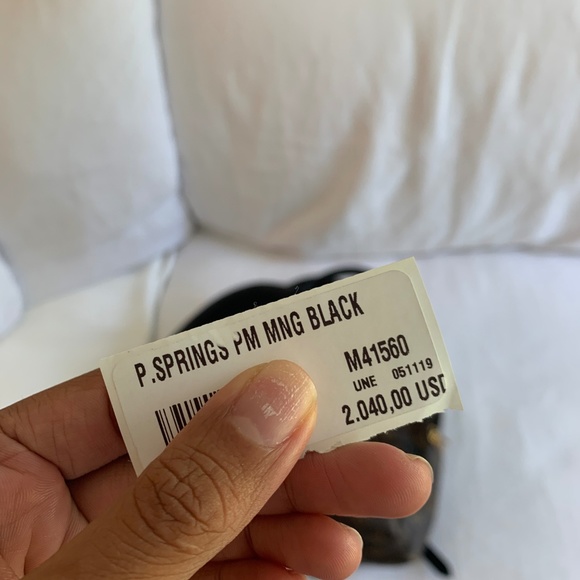 P.SPRINGS PM MNG BLACK
M41560
UNE 051119
2.040,00 USD